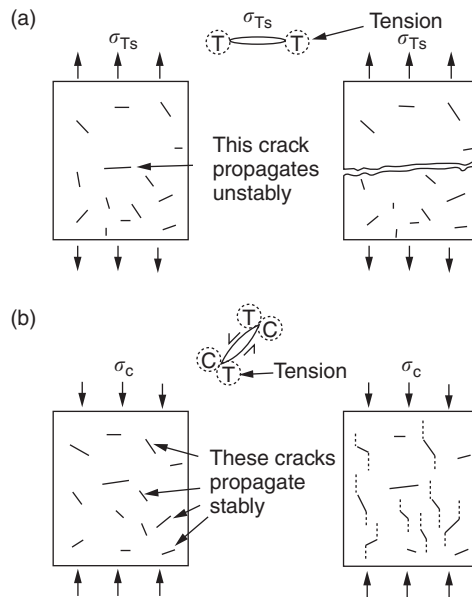 (a)
σTs
σTs
σTs
T
T
Tension
This crack
propagates
unstably
(b)
T
C
C
T
Tension
σc
σc
These cracks
propagate
stably